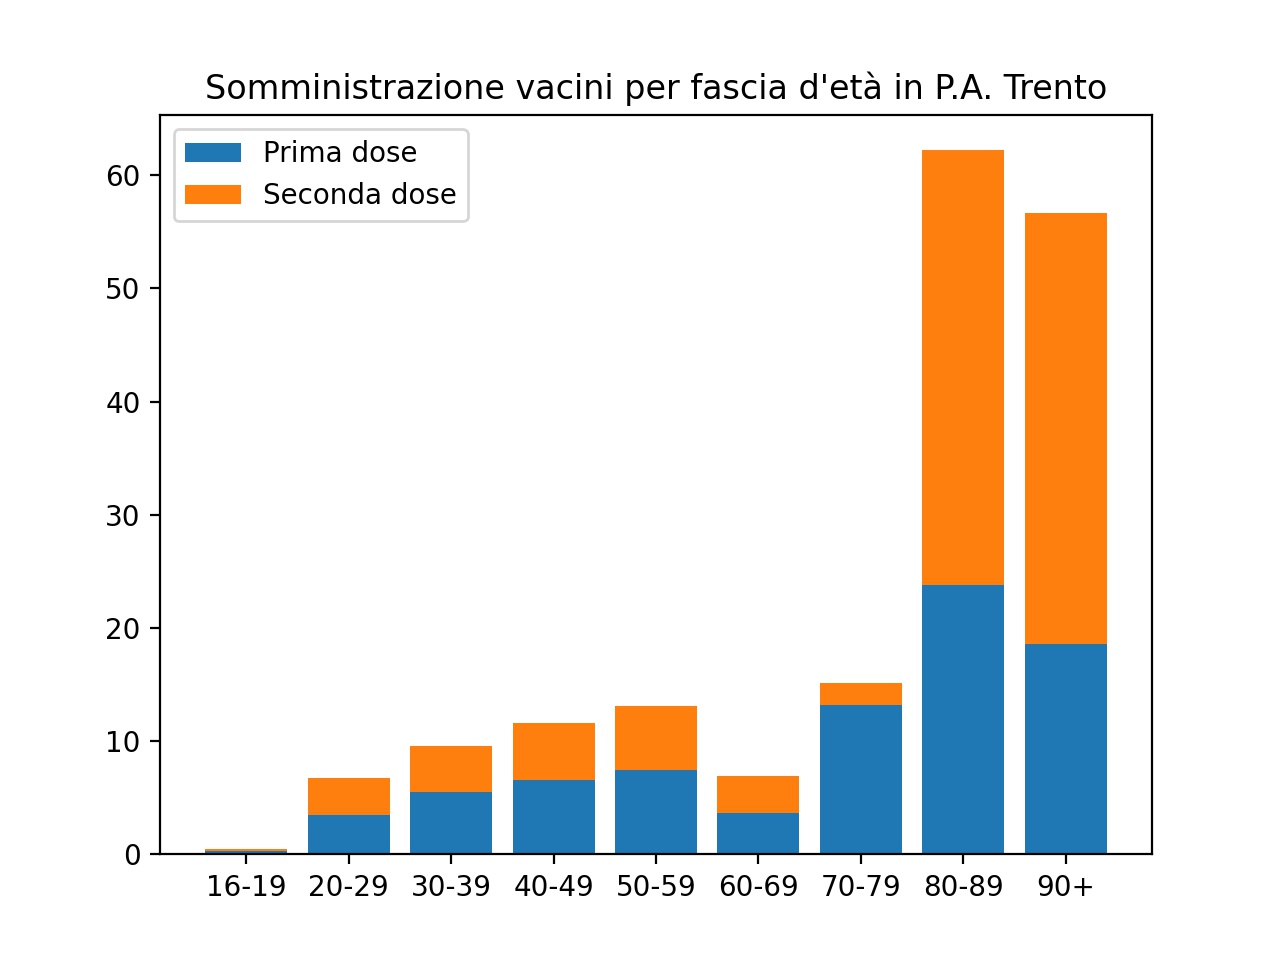 Somministrazione vacini per fascia d'età in P.A. Trento
Prima dose
Seconda dose
60
50
40
30
20
10
0
16-19 20-29 30-39 40-49 50-59 60-69 70-79 80-89 90+